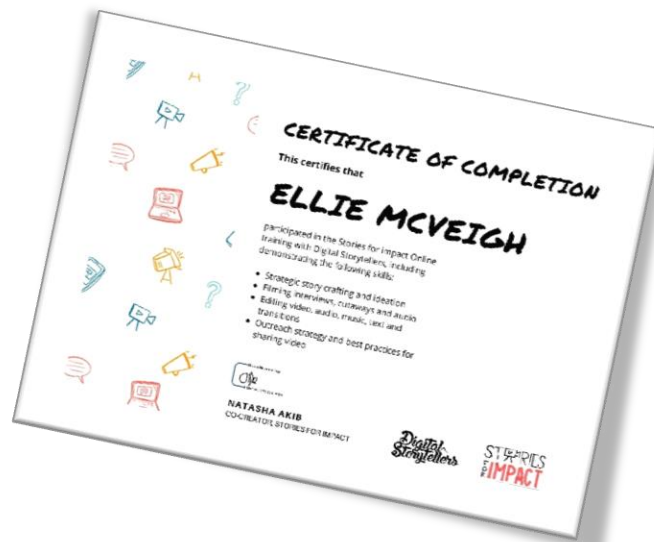 CERTIFICATE OF COMPLETION
This certifies that
ELLIE MCVEIGH
participated in the Stories for Impact Online
training with Digital Storytellers, including
demonstrating the following skills:
• Strategic story crafting and ideation
• Filming interviews, cutaways and audio
• Editing video, audio, music, text and
transitions
• Outreach strategy and best practices for
sharing video
NATASHA AKIB
CO-CREATOR, STORIES FOR IMPACT
Digital
Storytellers
STORIES
FOR
IMPACT